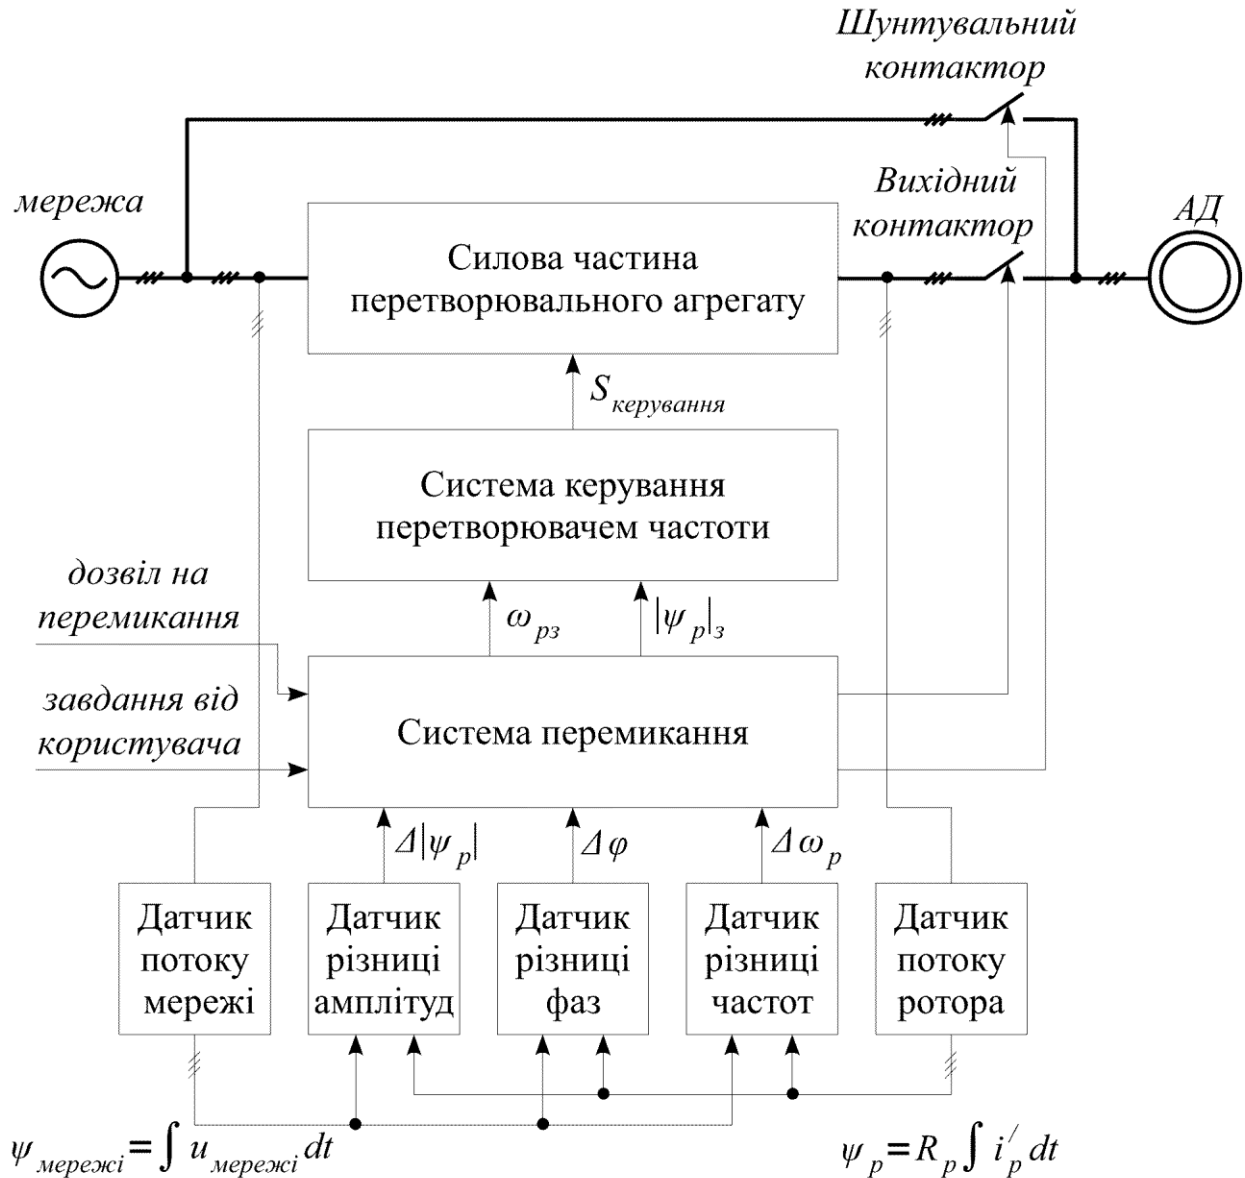 Шунтувальний
контактор
мережа
Вихідний
контактор
АД
Силова частина
перетворювального агрегату
S керування
Система керування
перетворювачем частоти
дозвіл на
перемикання
ω рз
|ψ р| з
завдання від
користувача
Система перемикання
Δ|ψ р|
Δφ
Δω р
Датчик
потоку
мережі
Датчик
різниці
амплітуд
Датчик
різниці
фаз
Датчик
різниці
частот
Датчик
потоку
ротора
ψ мережі = ∫ u мережі dt
ψ р = R р ∫ i р ′ dt